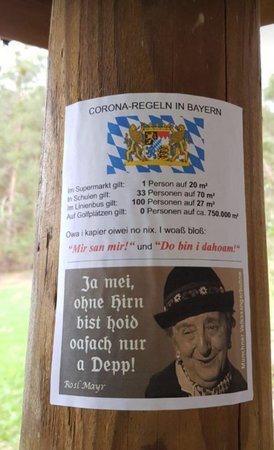 CORONA-REGELN IN BAYERN
Im Supermarkt gilt: 1 Person auf 20 m²
In Schulen gilt: 33 Personen auf 70 m²
Im Linienbus gilt: 100 Personen auf 27 m²
Auf Golfplätzen gilt: 0 Personen auf ca. 750.000 m²
Owa i kapier oiwei no nix. I woaß bloß:
"Mir san mir!" und "Do bin i dahoam!"
Ja mei,
ohne Hirn
bist hoid
oafach nur
a Depp!
Rosl Mayr
Münchner Volkssängerbühne